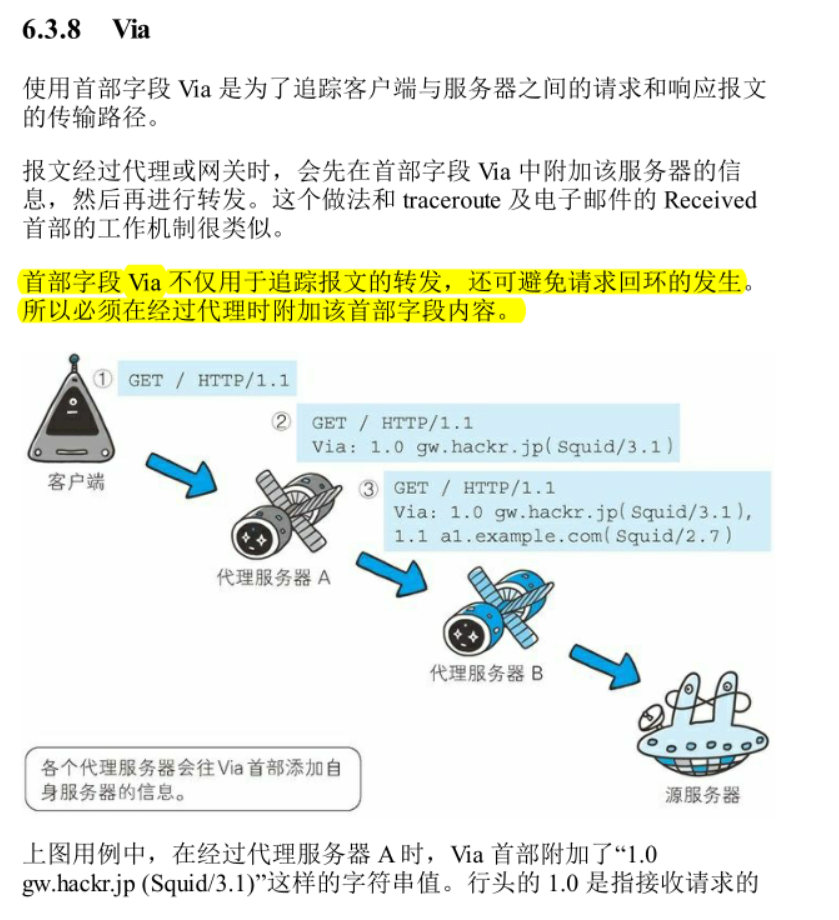 6.3.8 Via
使用首部字段 Via 是为了追踪客户端与服务器之间的请求和响应报文
的传输路径。
报文经过代理或网关时，会先在首部字段 Via 中附加该服务器的信
息，然后再进行转发。这个做法和 traceroute 及电子邮件的 Received
首部的工作机制很类似。
首部字段 Via 不仅用于追踪报文的转发，还可避免请求回环的发生。
所以必须在经过代理时附加该首部字段内容。
① GET / HTTP/1.1
② GET / HTTP/1.1
Via: 1.0 gw.hackr.jp(Squid/3.1)
客户端
③ GET / HTTP/1.1
Via: 1.0 gw.hackr.jp(Squid/3.1),
1.1 a1.example.com(Squid/2.7)
代理服务器 A
代理服务器 B
各个代理服务器会往Via首部添加自
身服务器的信息。
源服务器
上图用例中，在经过代理服务器 A 时，Via 首部附加了“1.0
gw.hackr.jp (Squid/3.1)”这样的字符串值。行头的 1.0 是指接收请求的